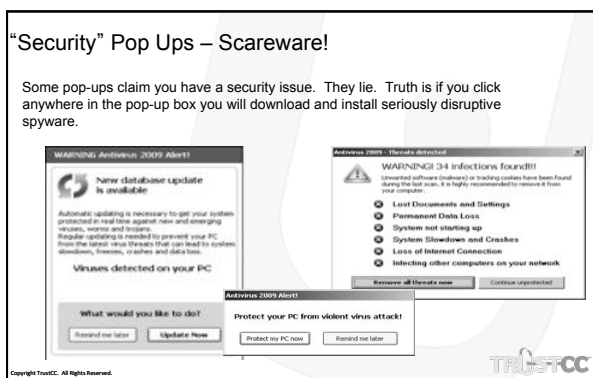 “Security” Pop Ups – Scareware!
Some pop-ups claim you have a security issue. They lie. Truth is if you click
anywhere in the pop-up box you will download and install seriously disruptive
spyware.
WARNING Antivirus 2009 Alert!
New database update
is available
Automatic updating is necessary to get your system
protected in real time against new and emerging
viruses, worms and trojans.
Regular updating is needed to prevent your PC
from the latest virus threats that can lead to system
slowdown, freezes, crashes and data loss.
Viruses detected on your PC
What would you like to do?
Remind me later
Update Now
Antivirus 2009 - Threats detected
WARNING! 34 infections found!!!
Unwanted software (malware) or tracking cookies have been found
during the last scan. It is highly recommended to remove it from
your computer.
Lost Documents and Settings
Permanent Data Loss
System not starting up
System Slowdown and Crashes
Loss of Internet Connection
Infecting other computers on your network
Remove all threats now
Continue unprotected
Antivirus 2009 Alert!
Protect your PC from violent virus attack!
Protect my PC now
Remind me later
Copyright TrustCC. All Rights Reserved.
TRUSTCC